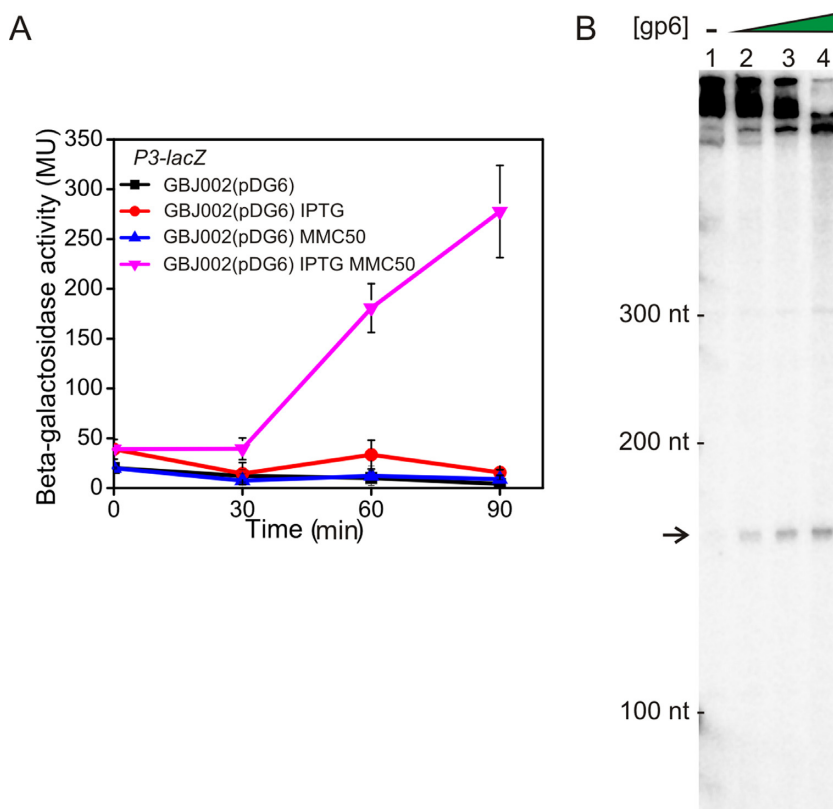 A
B
[gp6]
-
1 2 3 4
P3-lacZ
GBJ002(pDG6)
GBJ002(pDG6) IPTG
GBJ002(pDG6) MMC50
GBJ002(pDG6) IPTG MMC50
Beta-galactosidase activity (MU)
350
300
250
200
150
100
50
0
0 30 60 90
Time (min)
300 nt
200 nt
100 nt